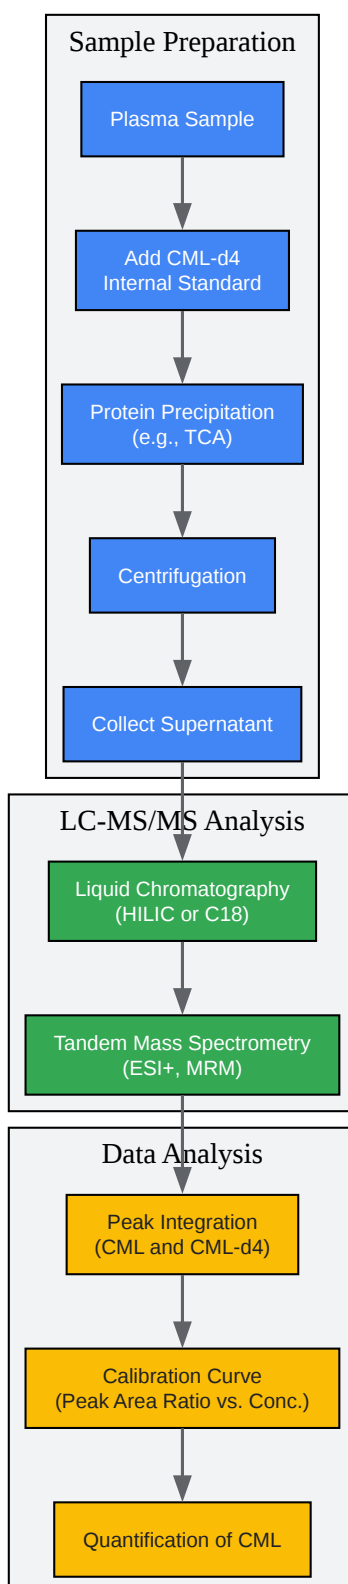 Sample Preparation
Plasma Sample
Add CML-d4
Internal Standard
Protein Precipitation
(e.g., TCA)
Centrifugation
Collect Supernatant
LC-MS/MS Analysis
Liquid Chromatography
(HILIC or C18)
Tandem Mass Spectrometry
(ESI+, MRM)
Data Analysis
Peak Integration
(CML and CML-d4)
Calibration Curve
(Peak Area Ratio vs. Conc.)
Quantification of CML